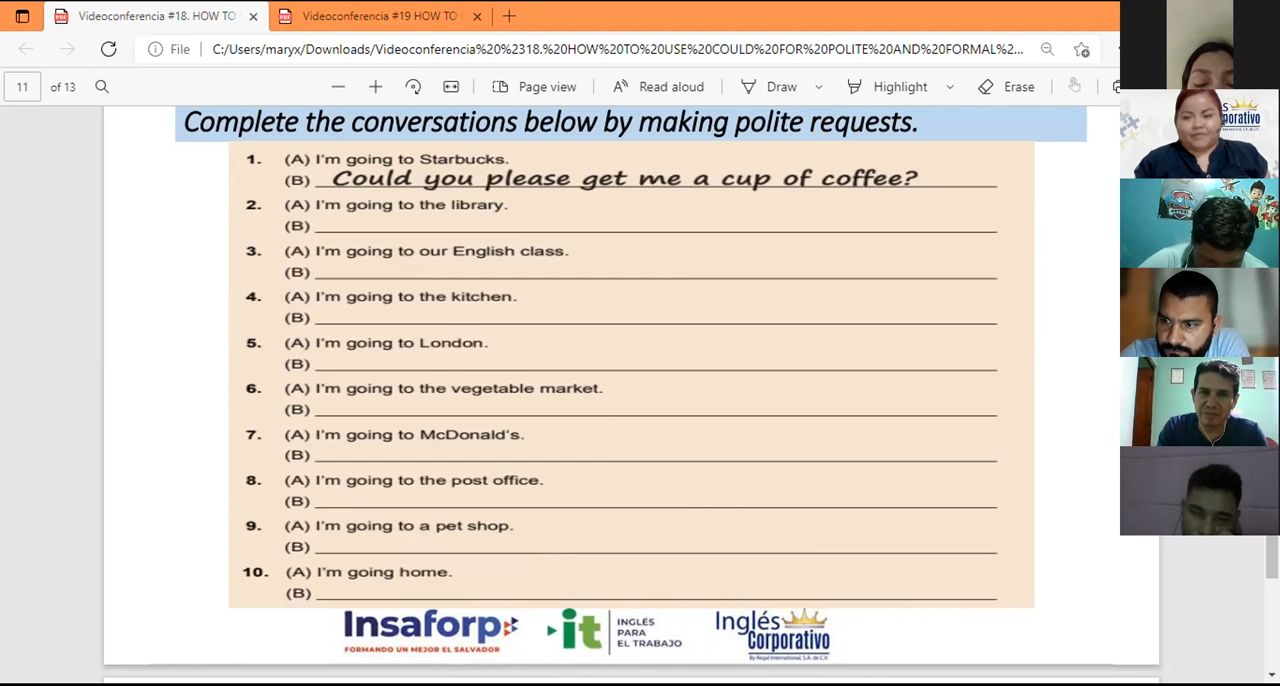 Videoconferencia #18. HOW TO
Videoconferencia #19 HOW TO
File
C:/Users/maryx/Downloads/Videoconferencia%20%2318.%20HOW%20TO%20USE%20COULD%20FOR%20POLITE%20AND%20FORMAL%2...
11 of 13
Page view
Read aloud
Draw
Highlight
Erase
Complete the conversations below by making polite requests.
1. (A) I'm going to Starbucks.
(B) Could you please get me a cup of coffee?
2. (A) I'm going to the library.
(B)
3. (A) I'm going to our English class.
(B)
4. (A) I'm going to the kitchen.
(B)
5. (A) I'm going to London.
(B)
6. (A) I'm going to the vegetable market.
(B)
7. (A) I'm going to McDonald's.
(B)
8. (A) I'm going to the post office.
(B)
9. (A) I'm going to a pet shop.
(B)
10. (A) I'm going home.
(B)
Insaforp
FORMANDO UN MEJOR EL SALVADOR
it
INGLÉS
PARA
EL TRABAJO
Inglés
Corporativo
By Regal International, S.A. de C.V.